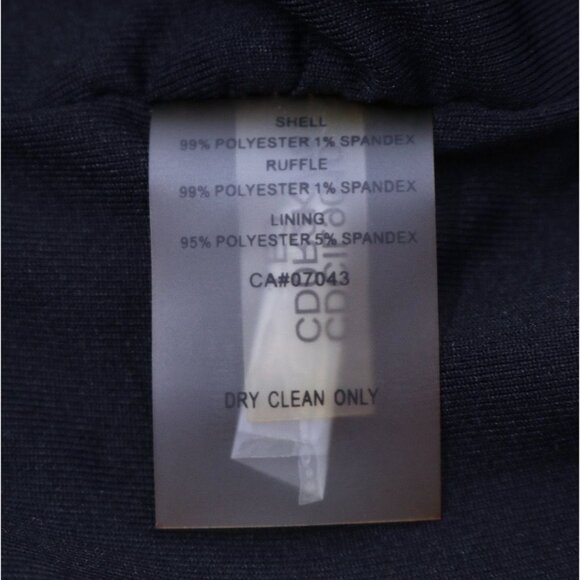 SHELL
99% POLYESTER 1% SPANDEX
RUFFLE
99% POLYESTER 1% SPANDEX
LINING
95% POLYESTER 5% SPANDEX
CA#07043
DRY CLEAN ONLY